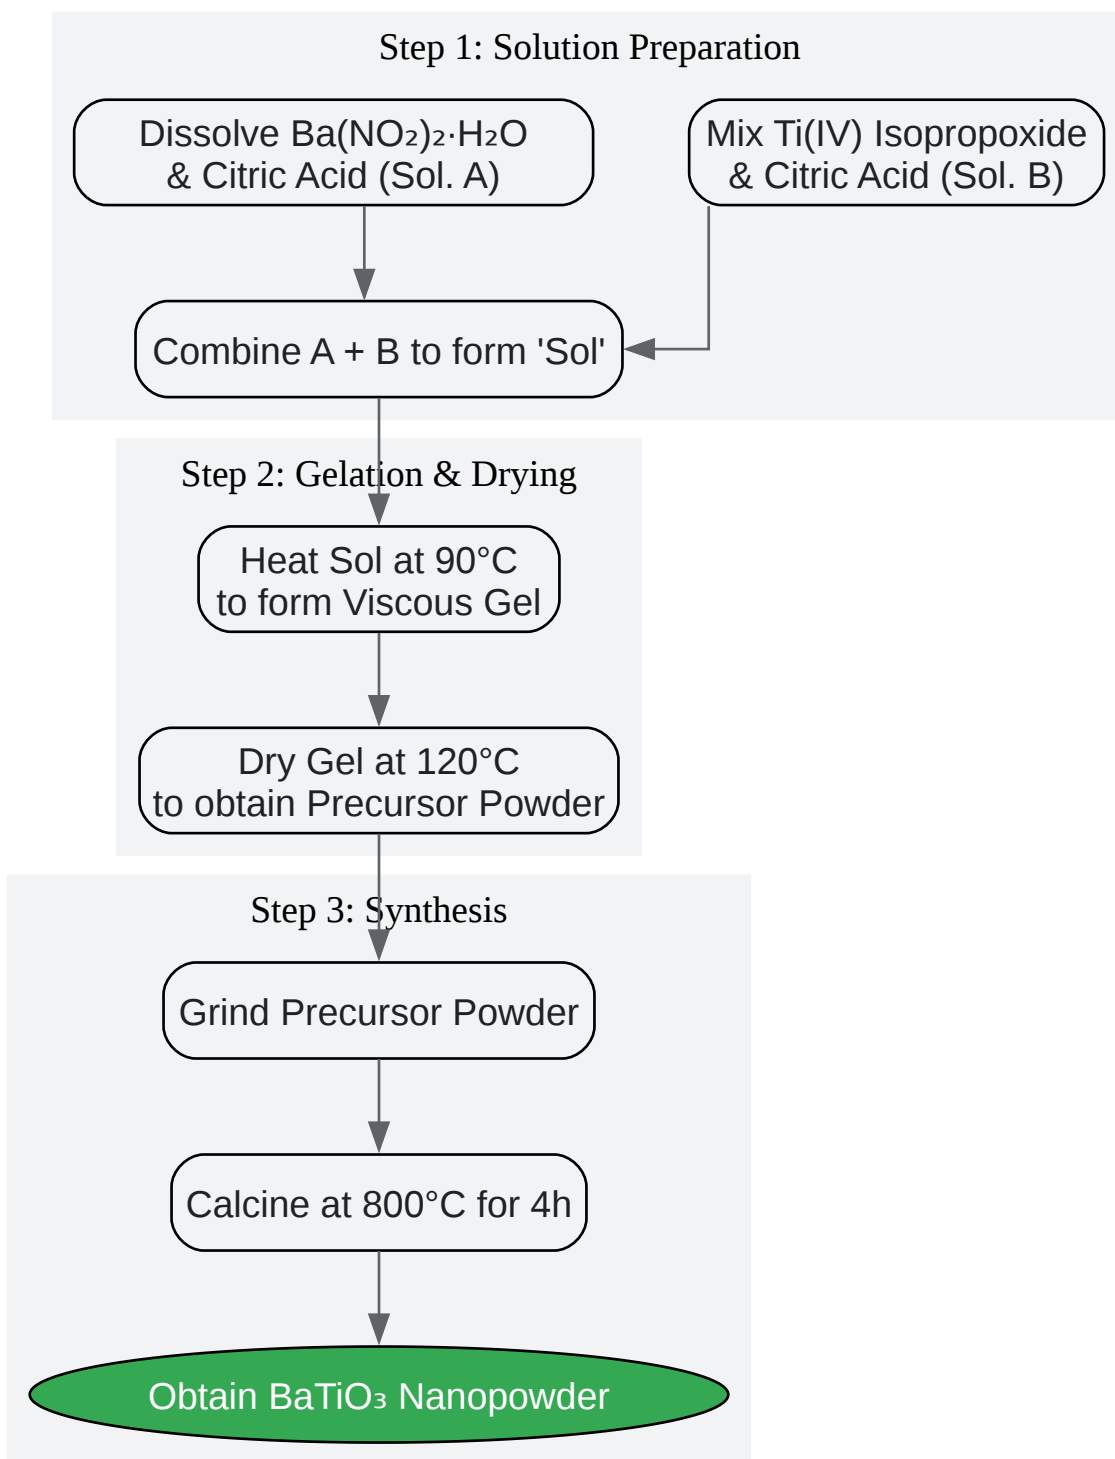 Step 1: Solution Preparation
Dissolve Ba(NO₂)₂·H₂O
& Citric Acid (Sol. A)
Mix Ti(IV) Isopropoxide
& Citric Acid (Sol. B)
Combine A + B to form 'Sol'
Step 2: Gelation & Drying
Heat Sol at 90°C
to form Viscous Gel
Dry Gel at 120°C
to obtain Precursor Powder
Step 3: Synthesis
Grind Precursor Powder
Calcine at 800°C for 4h
Obtain BaTiO₃ Nanopowder